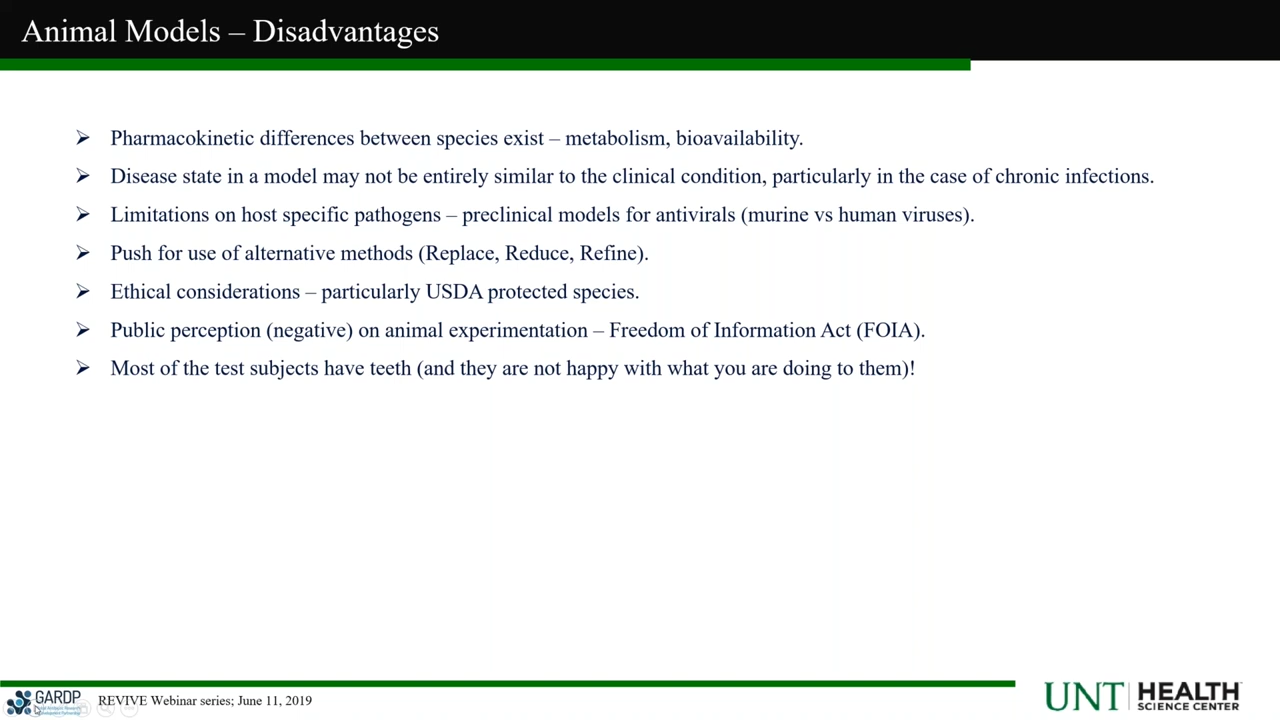 Animal Models – Disadvantages
➢ Pharmacokinetic differences between species exist – metabolism, bioavailability.
➢ Disease state in a model may not be entirely similar to the clinical condition, particularly in the case of chronic infections.
➢ Limitations on host specific pathogens – preclinical models for antivirals (murine vs human viruses).
➢ Push for use of alternative methods (Replace, Reduce, Refine).
➢ Ethical considerations – particularly USDA protected species.
➢ Public perception (negative) on animal experimentation – Freedom of Information Act (FOIA).
➢ Most of the test subjects have teeth (and they are not happy with what you are doing to them)!
GARDP
REVIVE Webinar series; June 11, 2019
UNT HEALTH
SCIENCE CENTER